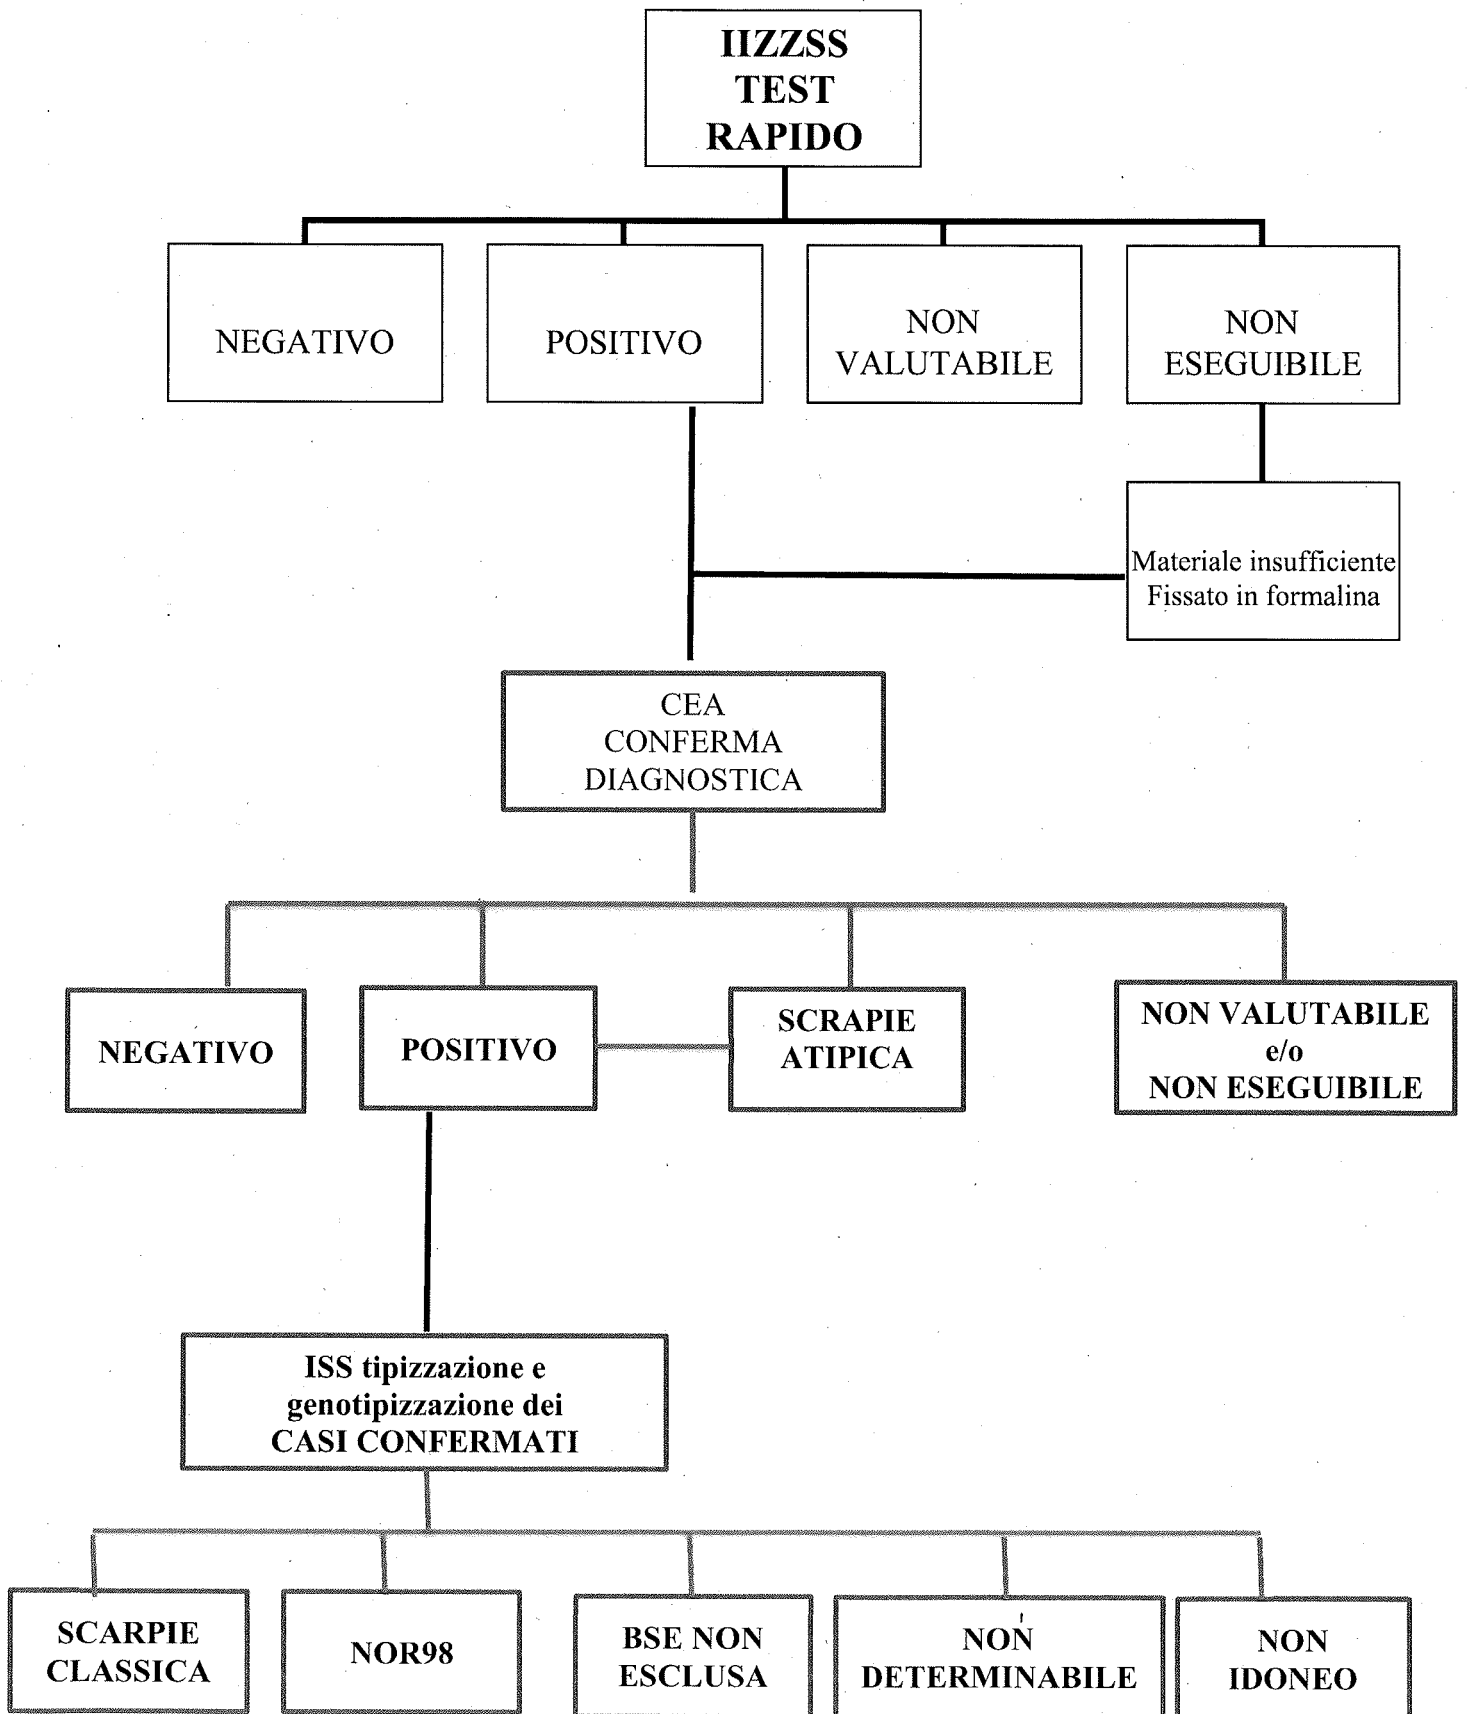 IIZZSS
TEST
RAPIDO
NEGATIVO
POSITIVO
NON
VALUTABILE
NON
ESEGUIBILE
Materiale insufficiente
Fissato in formalina
CEA
CONFERMA
DIAGNOSTICA
NEGATIVO
POSITIVO
SCRAPIE
ATIPICA
NON VALUTABILE
e/o
NON ESEGUIBILE
ISS tipizzazione e
genotipizzazione dei
CASI CONFERMATI
SCARPIE
CLASSICA
NOR98
BSE NON
ESCLUSA
NON
DETERMINABILE
NON
IDONEO